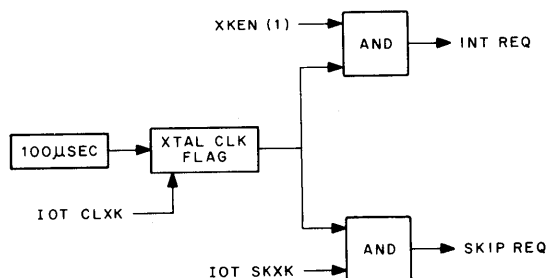 XKEN (1)
AND
INT REQ
100µSEC
XTAL CLK
FLAG
IOT CLXK
AND
SKIP REQ
IOT SKXK